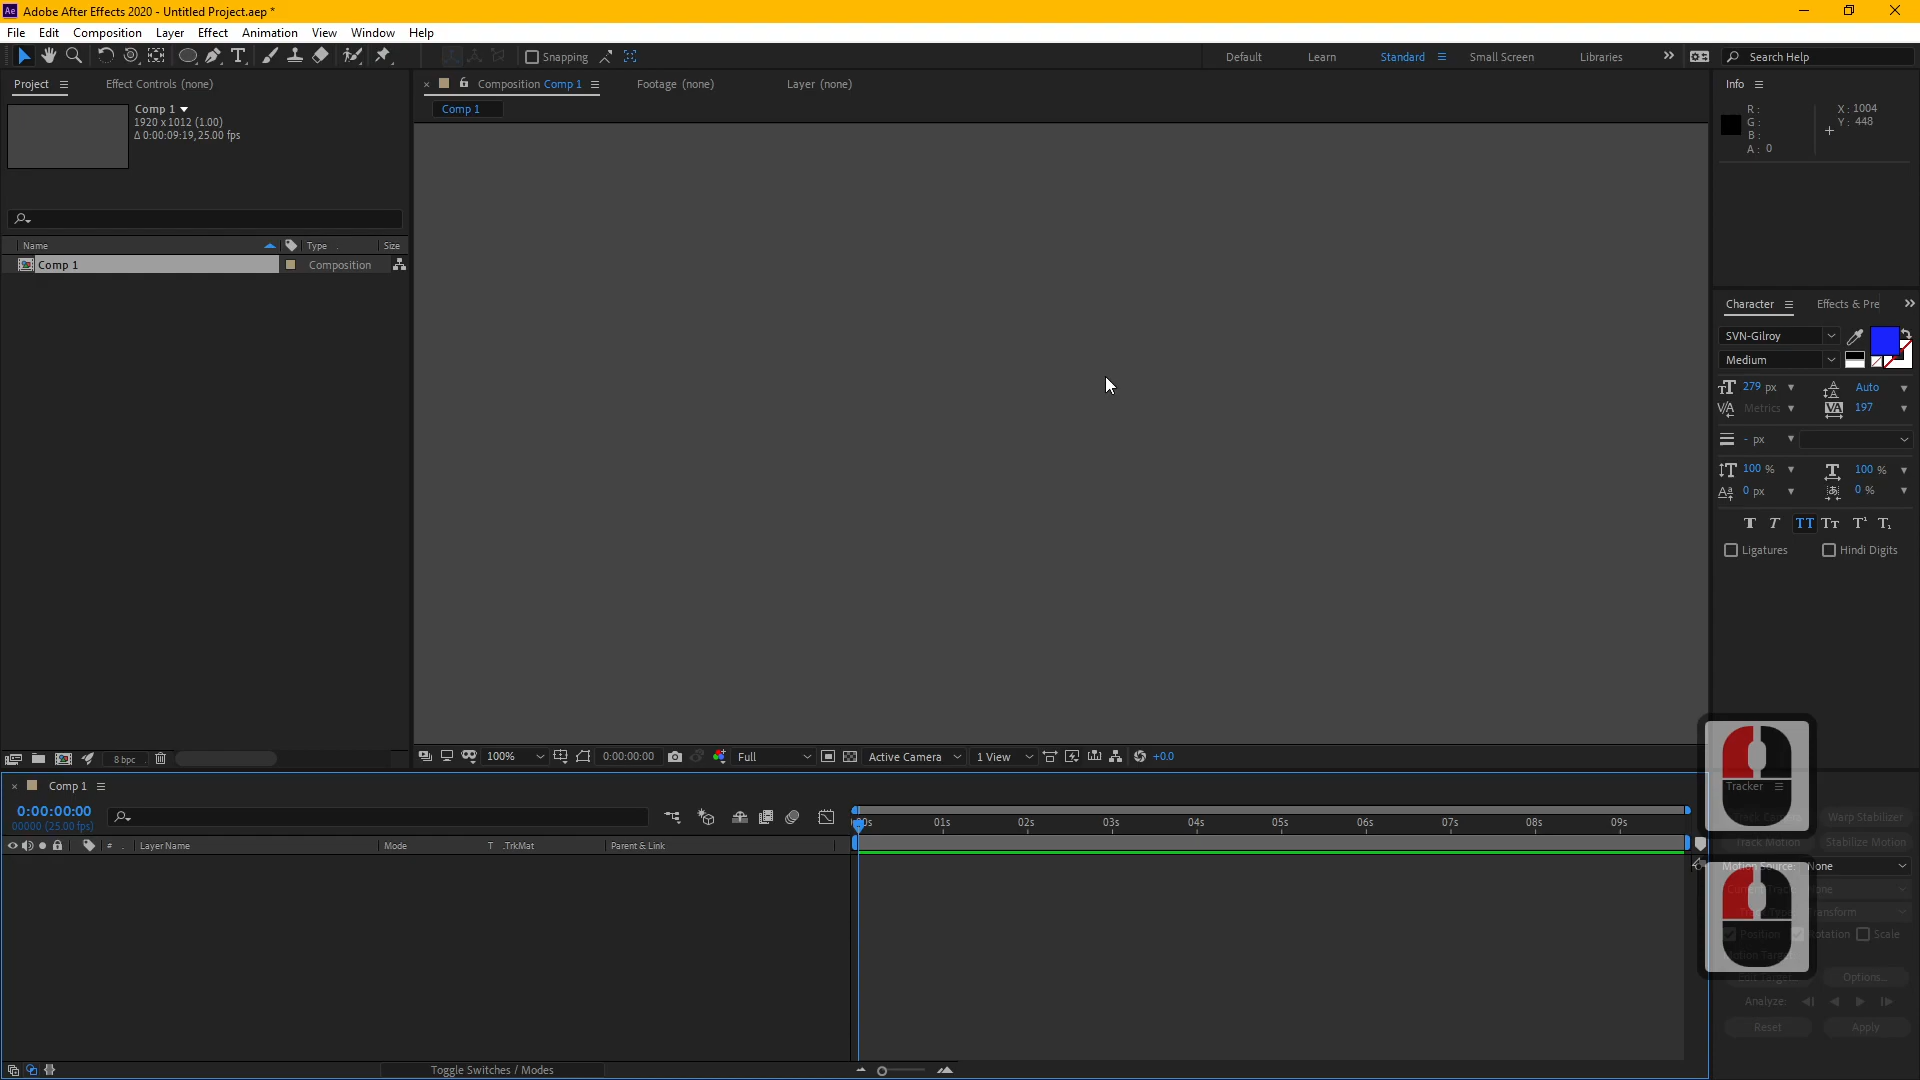 Ae Adobe After Effects 2020 - Untitled Project.aep *
File Edit Composition Layer Effect Animation View Window Help
Snapping Default Learn Standard Small Screen Libraries Search Help
Project Effect Controls (none)
Comp 1
1920 x 1012 (1.00)
Δ 0:00:09:19, 25.00 fps
Name Type Size
Comp 1 Composition
8 bpc
Composition Comp 1 Footage (none) Layer (none)
Comp 1
100% 0:00:00:00 Full Active Camera 1 View +0.0
Info
R :
G :
B :
A : 0
X : 1004
Y : 448
Character Effects & Pre
SVN-Gilroy
Medium
279 px Auto
Metrics 197
- px
100 % 100 %
0 px 0 %
Ligatures Hindi Digits
Comp 1
0:00:00:00
00000 (25.00 fps)
# Layer Name Mode T .TrkMat Parent & Link
01s 02s 03s 04s 05s 06s 07s 08s 09s
Toggle Switches / Modes
Tracker
Warp Stabilizer
Track Motion Stabilize Motion
Motion Source: None
Position Rotation Scale
Options...
Analyze:
Reset Apply